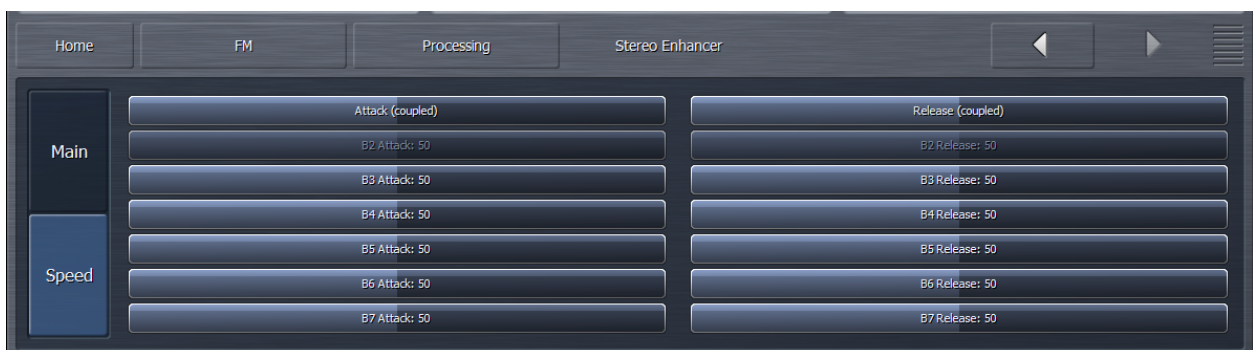 Home FM Processing Stereo Enhancer
Main
Speed
Attack (coupled) Release (coupled)
B2 Attack: 50 B2 Release: 50
B3 Attack: 50 B3 Release: 50
B4 Attack: 50 B4 Release: 50
B5 Attack: 50 B5 Release: 50
B6 Attack: 50 B6 Release: 50
B7 Attack: 50 B7 Release: 50